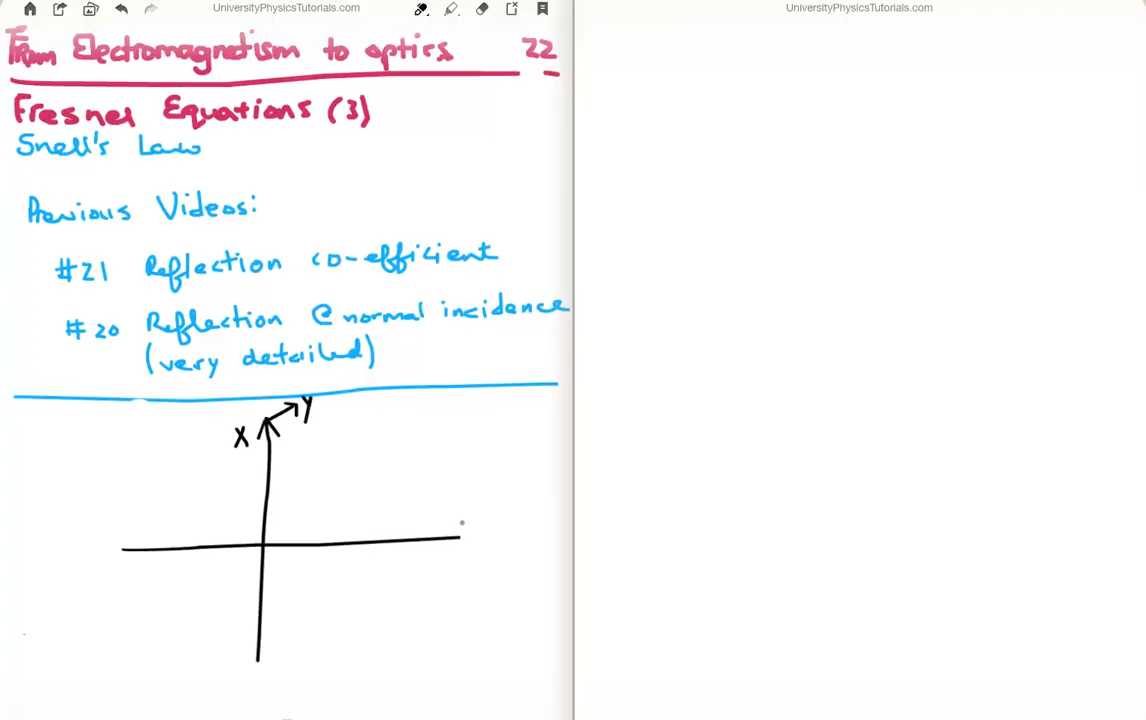 UniversityPhysicsTutorials.com
UniversityPhysicsTutorials.com
From Electromagnetism to optics 22
Fresnel Equations (3)
Snell's Law
Previous Videos:
#21 Reflection co-efficient
#20 Reflection @ normal incidence
(very detailed)
Y
X